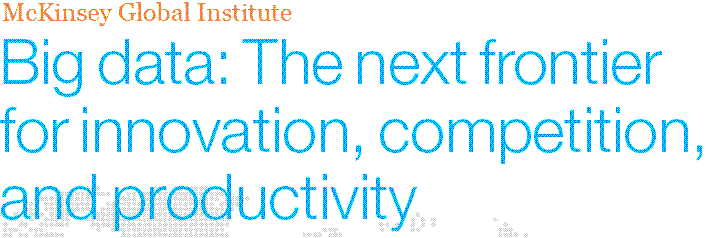 McKinsey Global Institute
Big data: The next frontier
for innovation, competition,
and productivity